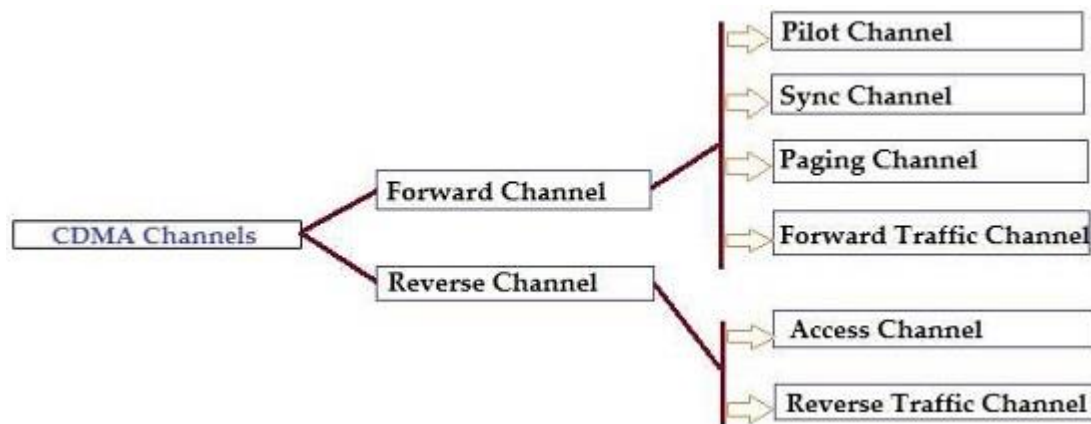 CDMA Channels
Forward Channel
Reverse Channel
Pilot Channel
Sync Channel
Paging Channel
Forward Traffic Channel
Access Channel
Reverse Traffic Channel